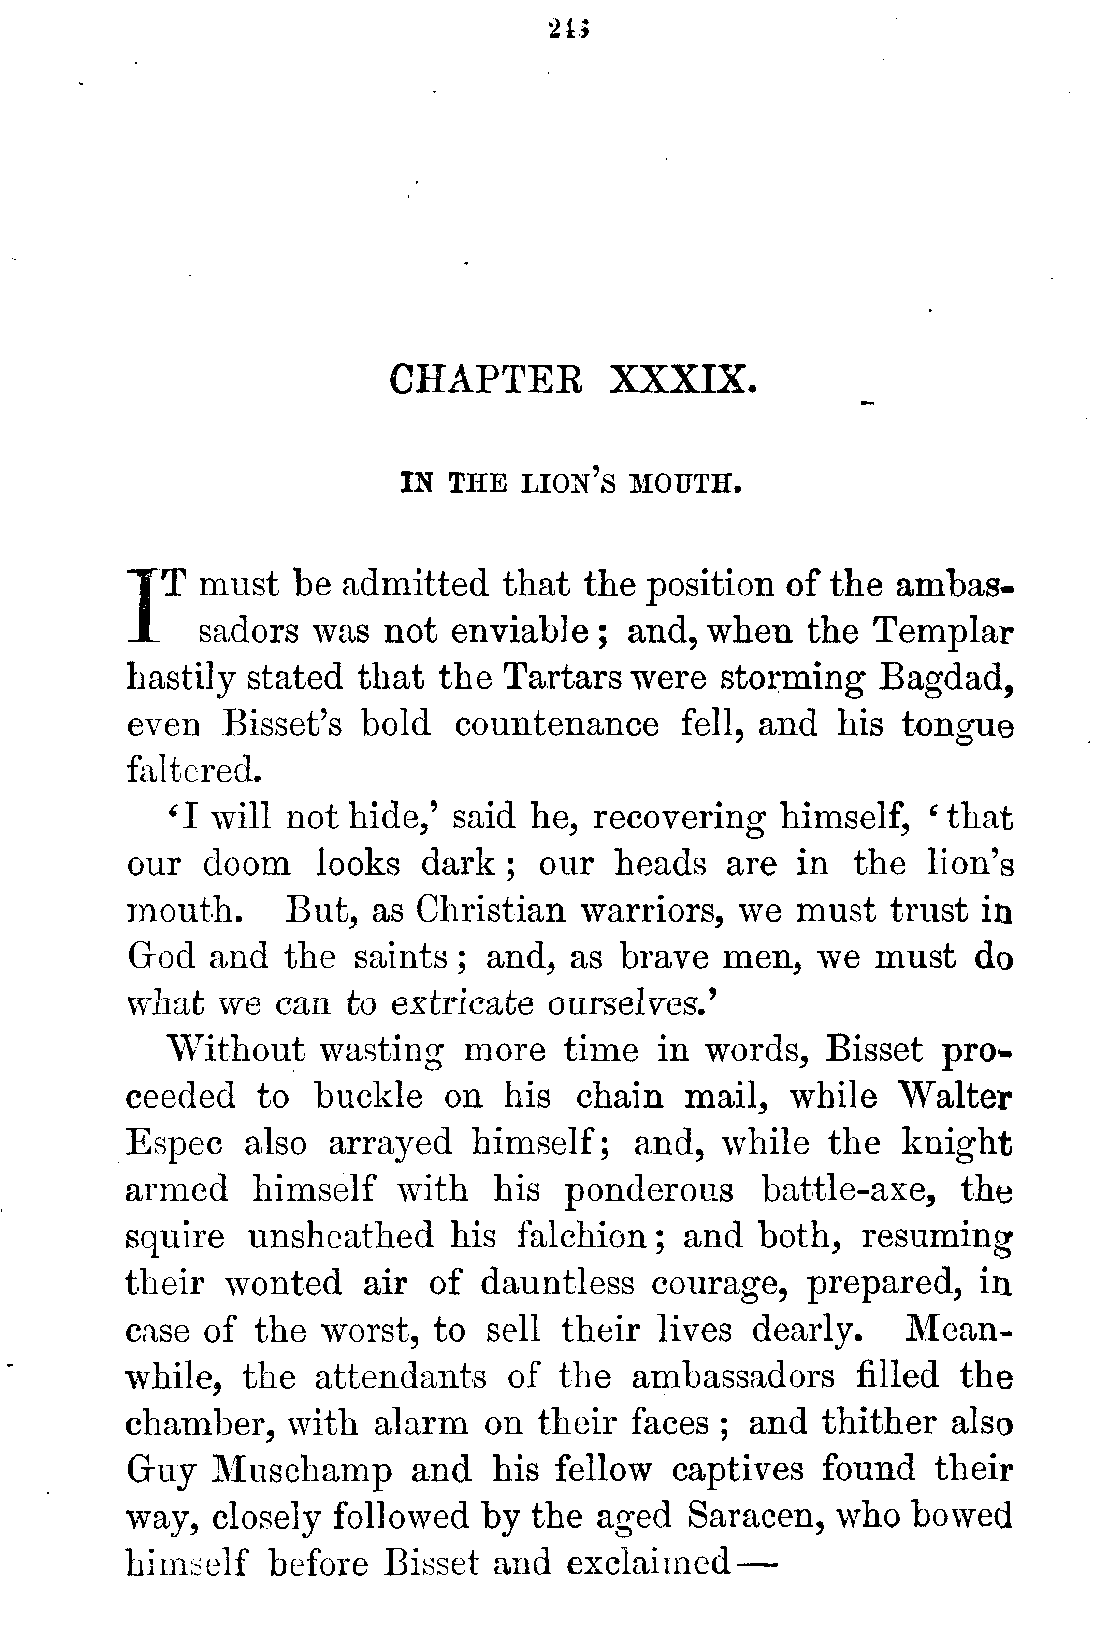 CHAPTER XXXIX.
IN THE LION'S MOUTH.
IT must be admitted that the position of the ambas-
sadors was not enviable; and, when the Templar
hastily stated that the Tartars were storming Bagdad,
even Bisset's bold countenance fell, and his tongue
faltered.
'I will not hide,' said he, recovering himself, 'that
our doom looks dark; our heads are in the lion's
mouth. But, as Christian warriors, we must trust in
God and the saints; and, as brave men, we must do
what we can to extricate ourselves.'
Without wasting more time in words, Bisset pro-
ceeded to buckle on his chain mail, while Walter
Espec also arrayed himself; and, while the knight
armed himself with his ponderous battle-axe, the
squire unsheathed his falchion; and both, resuming
their wonted air of dauntless courage, prepared, in
case of the worst, to sell their lives dearly. Mean-
while, the attendants of the ambassadors filled the
chamber, with alarm on their faces; and thither also
Guy Muschamp and his fellow captives found their
way, closely followed by the aged Saracen, who bowed
himself before Bisset and exclaimed—